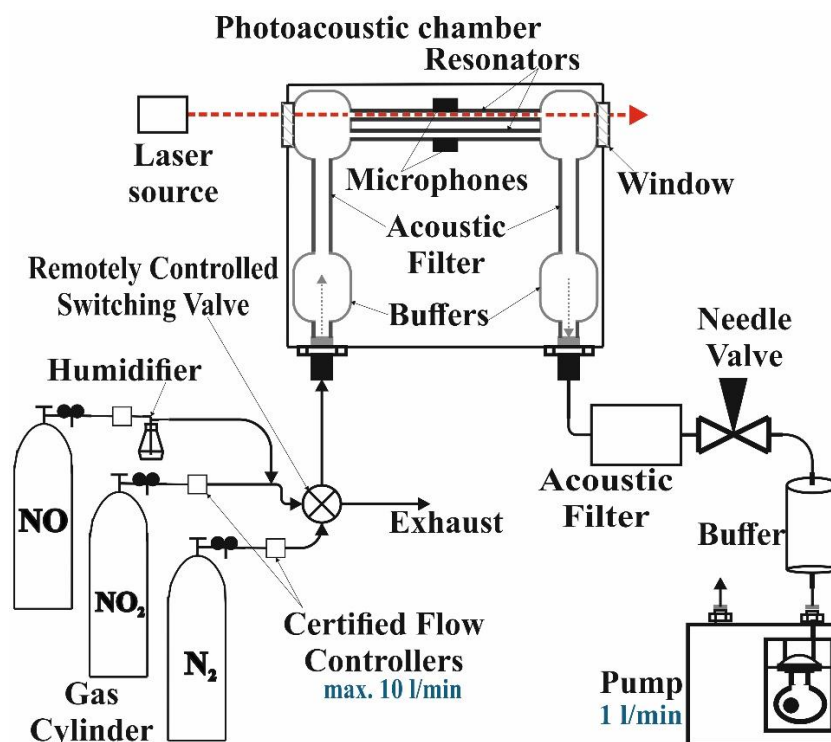 Photoacoustic chamber
Resonators
Laser
source
Microphones
Window
Acoustic
Filter
Remotely Controlled
Switching Valve
Buffers
Needle
Valve
Humidifier
NO
NO₂
N₂
Exhaust
Acoustic
Filter
Buffer
Certified Flow
Controllers
max. 10 l/min
Gas
Cylinder
Pump
1 l/min